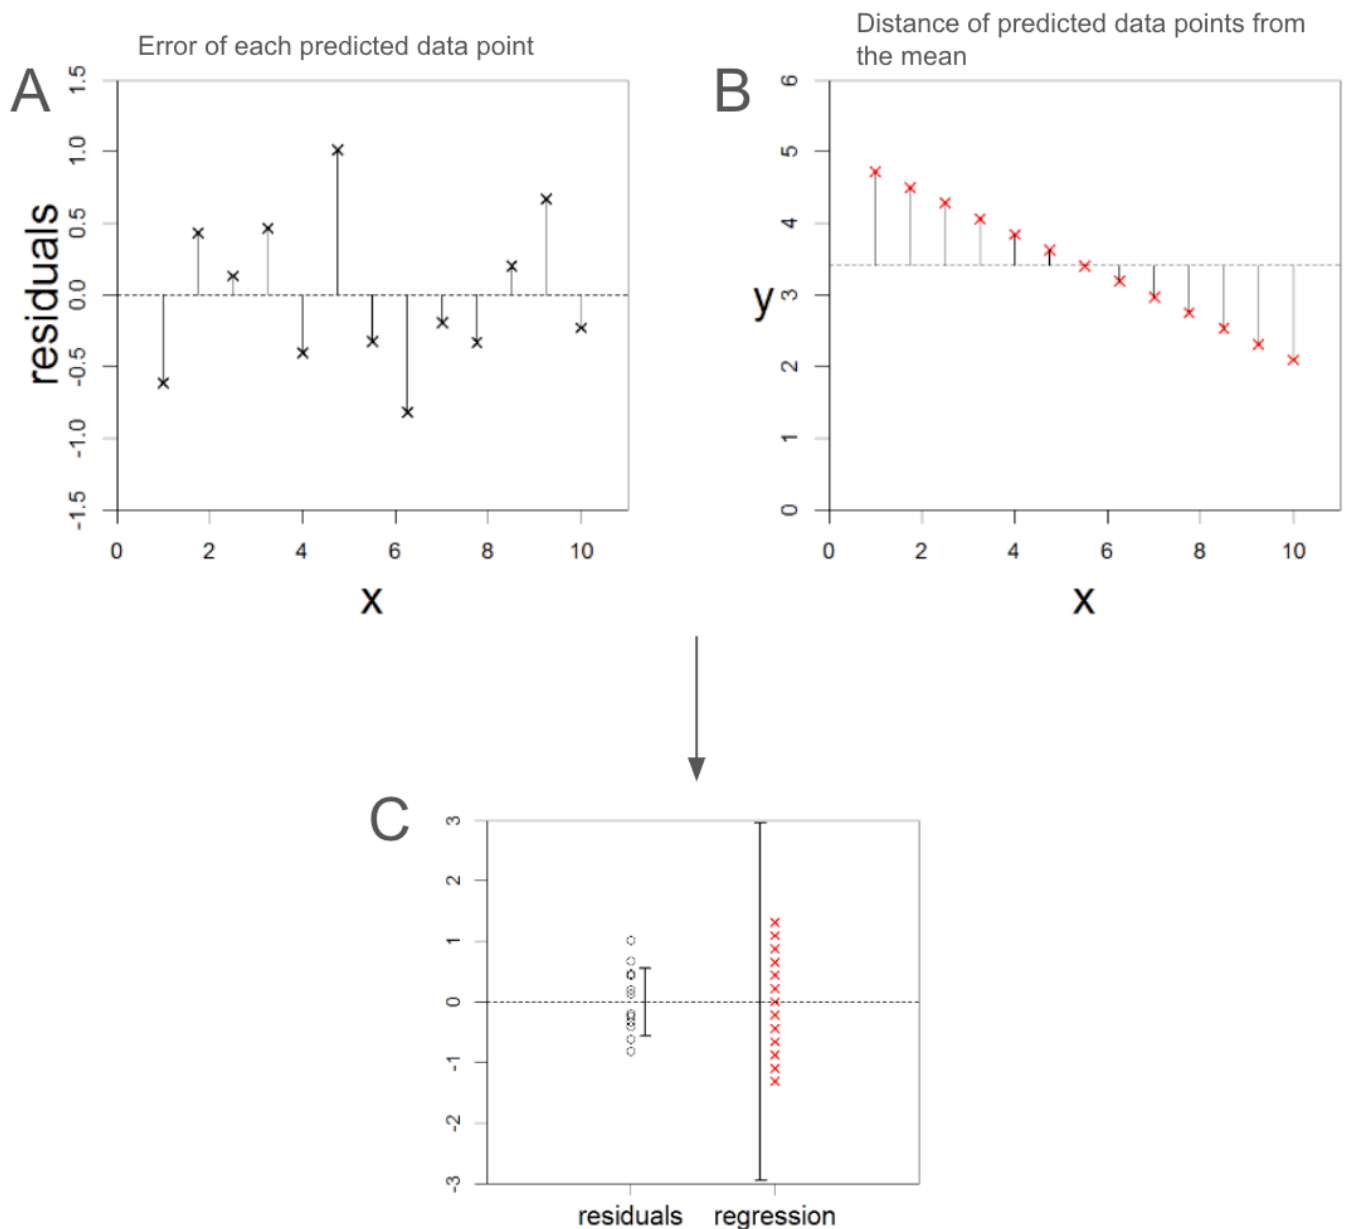 Error of each predicted data point
Distance of predicted data points from
the mean
A
1.5
1.0
0.5
0.0
-0.5
-1.0
-1.5
residuals
0 2 4 6 8 10
x
B
6
5
4
3
2
1
0
y
0 2 4 6 8 10
x
C
3
2
1
0
-1
-2
-3
residuals regression